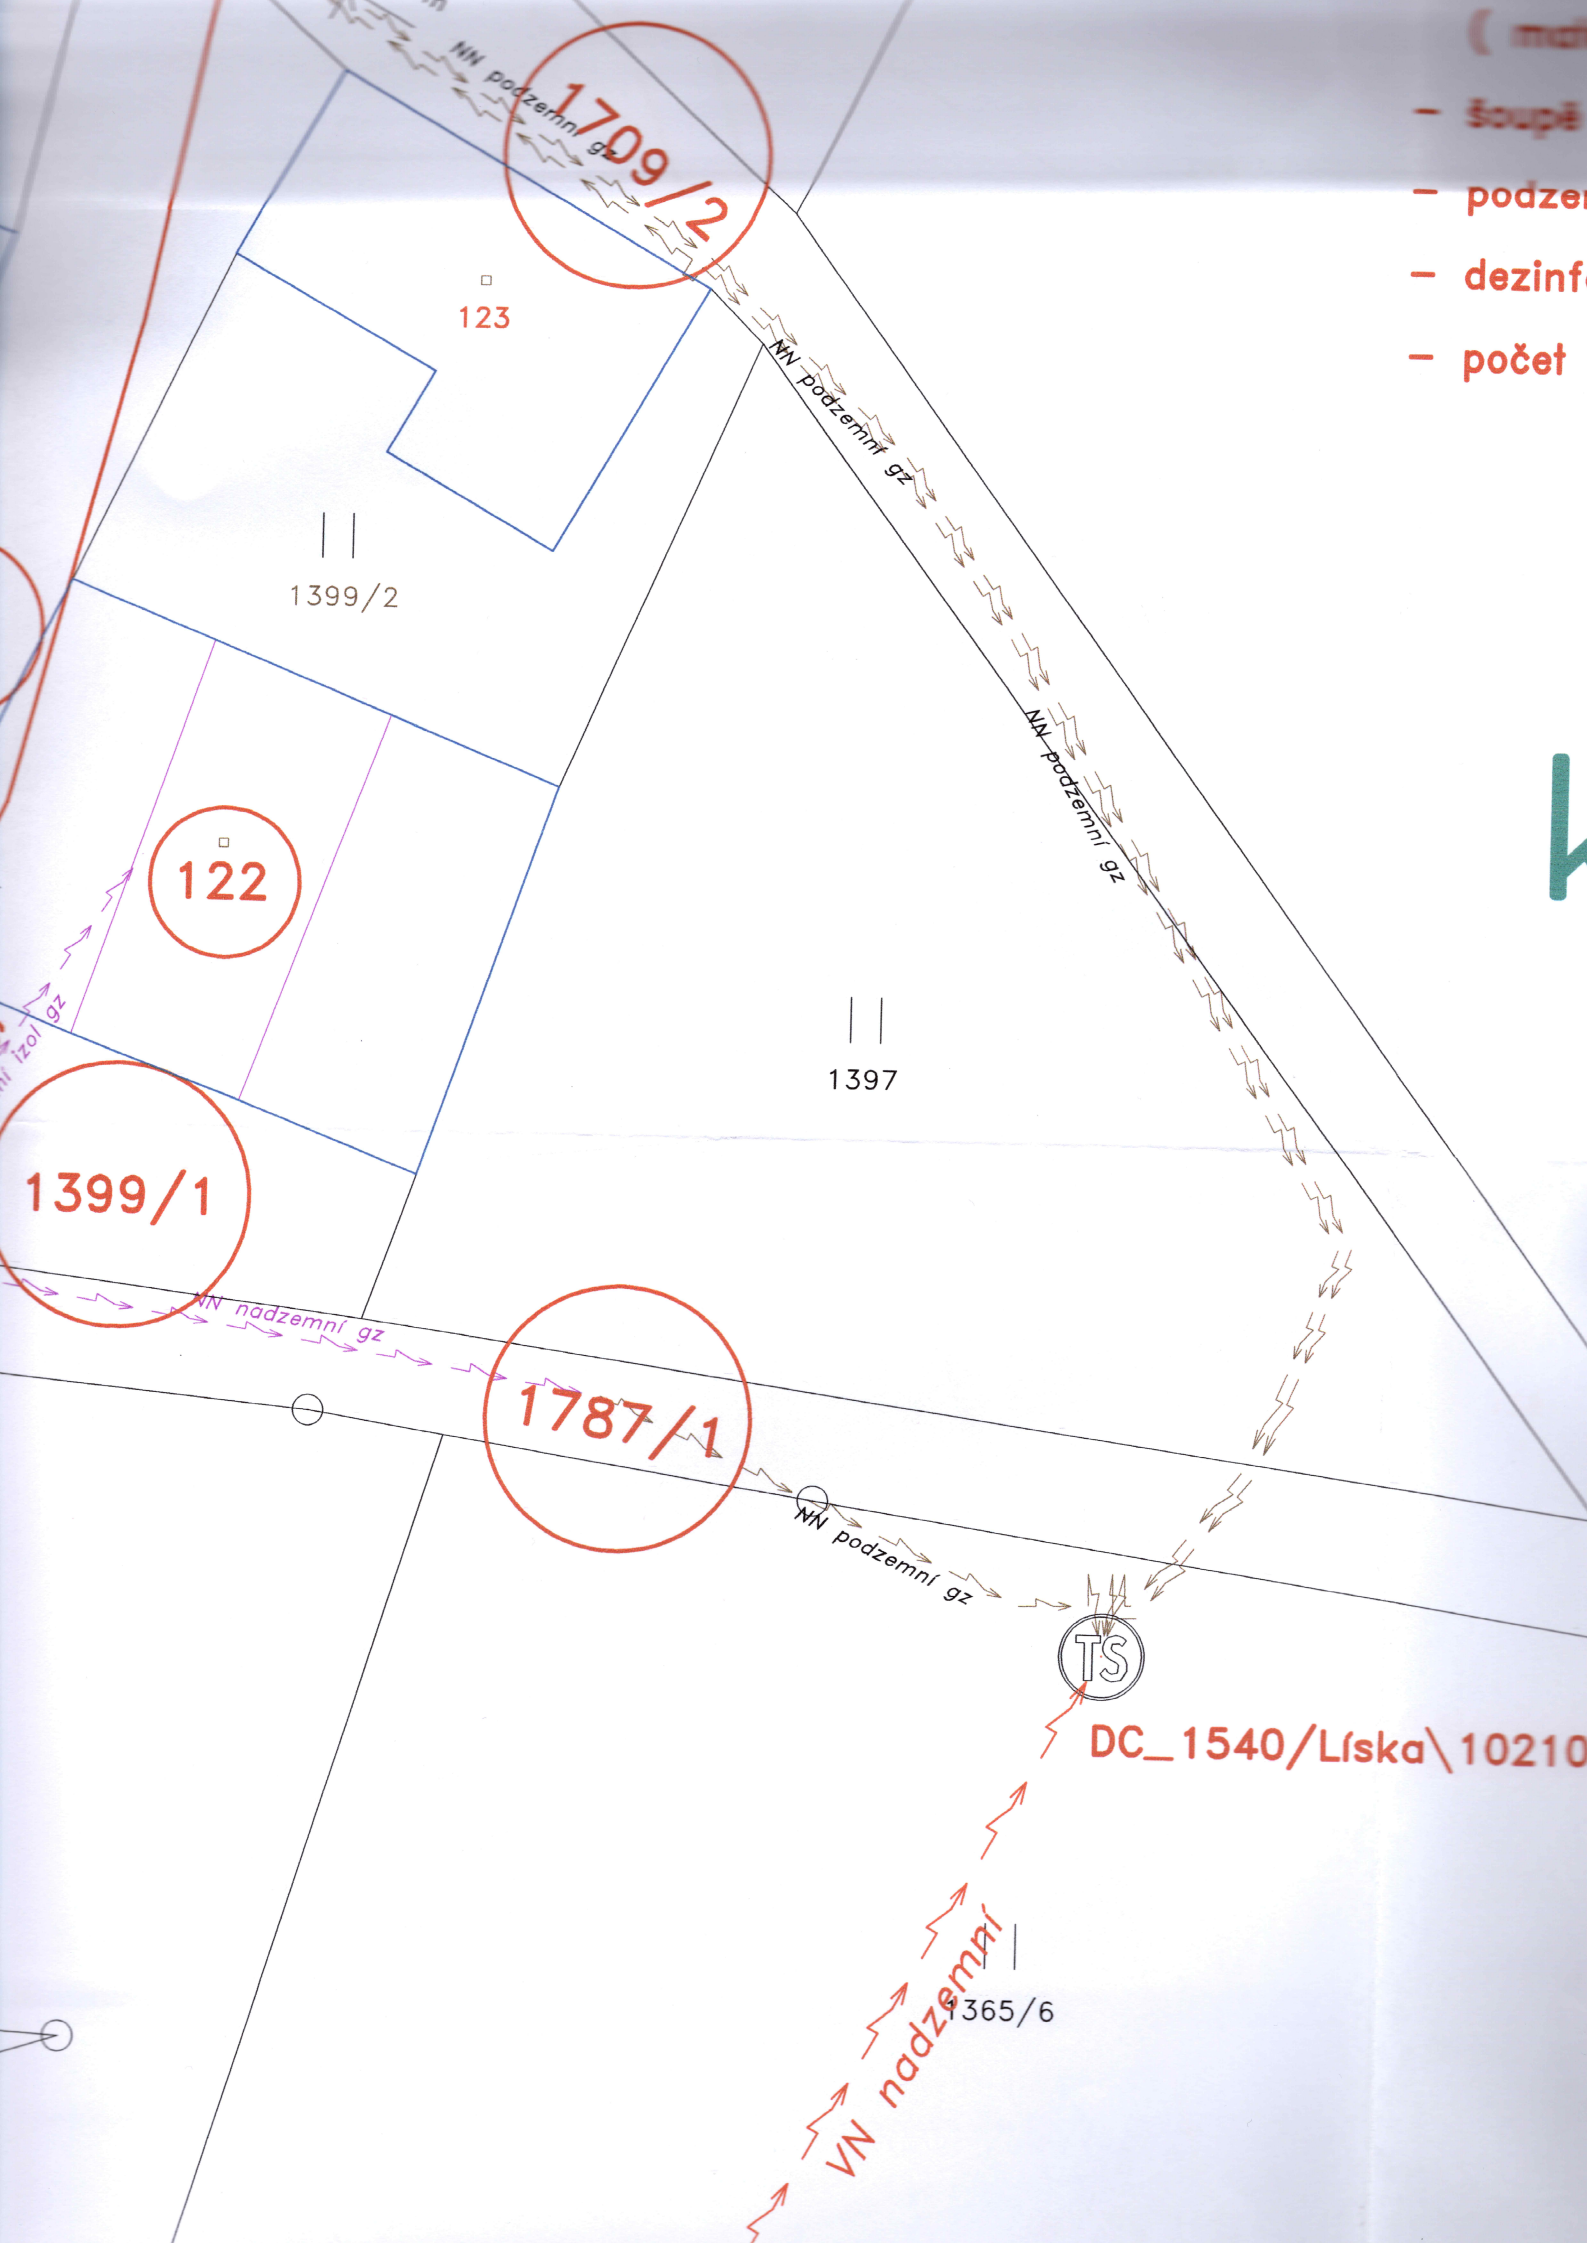 NN podzemní gz
1709/2
šoupě
podzem
- dezinf
- počet
123
NN podzemní gz
1399/2
NN podzemní gz
122
izol gz
1397
1399/1
NN nadzemní gz
1787/1
NN podzemní gz
TS
DC_1540/Líska\10210
1365/6
VN nadzemní